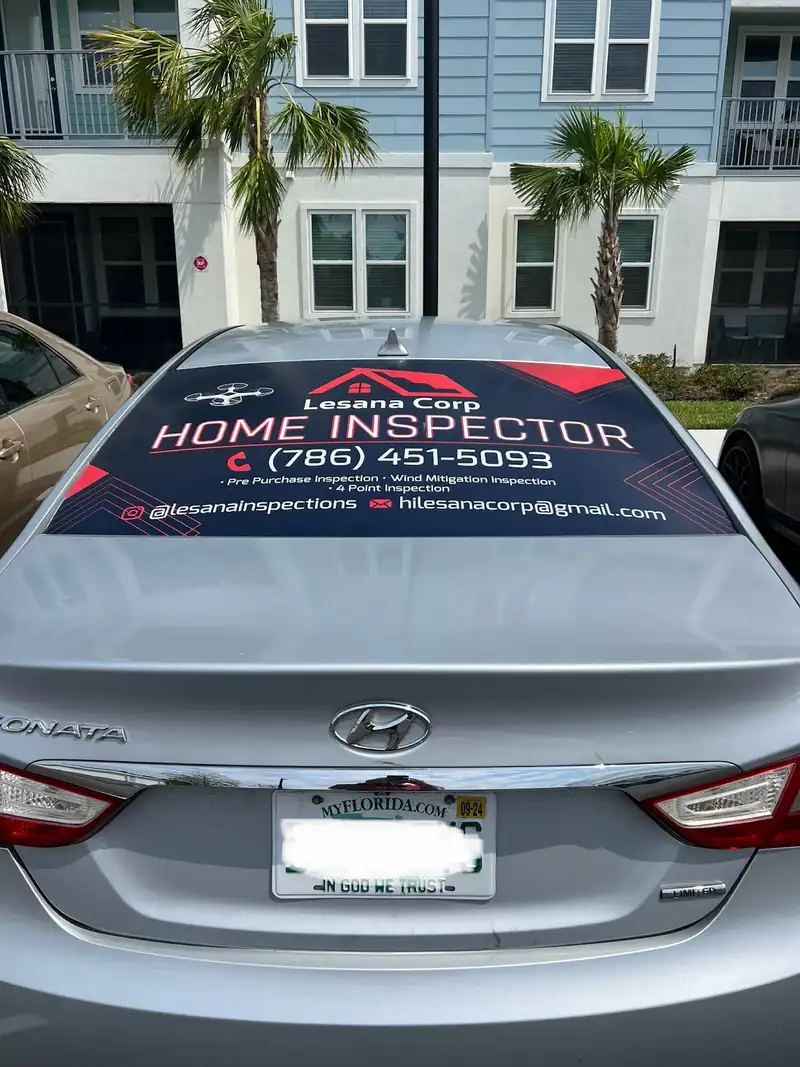 Lesana Corp
HOME INSPECTOR
(786) 451-5093
· Pre Purchase Inspection · Wind Mitigation Inspection
· 4 Point Inspection
@lesanainspections hilesanacorp@gmail.com
ONATA
MYFLORIDA.COM 09-24
IN GOD WE TRUST
LIMITED